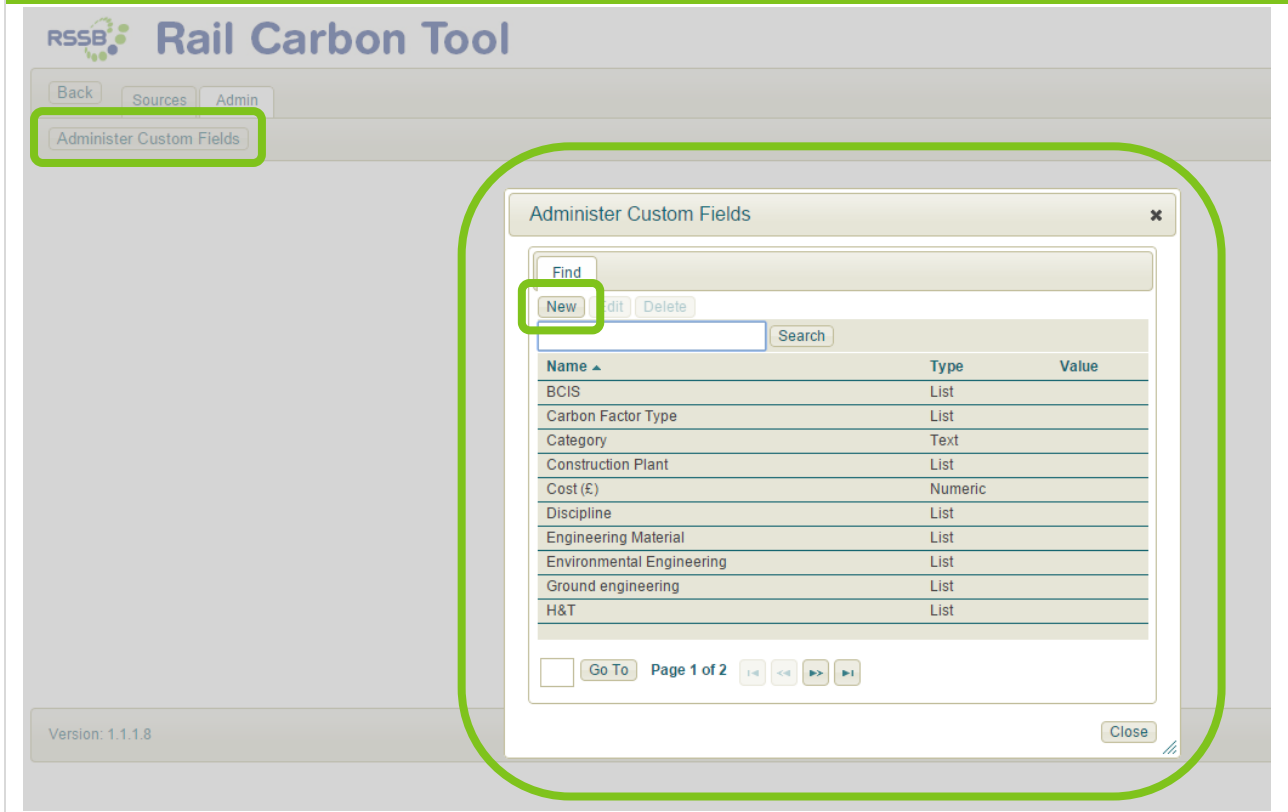 RSSB Rail Carbon Tool
Back Sources Admin
Administer Custom Fields
Administer Custom Fields
Find
New Edit Delete
Search
Name Type Value
BCIS List
Carbon Factor Type List
Category Text
Construction Plant List
Cost (£) Numeric
Discipline List
Engineering Material List
Environmental Engineering List
Ground engineering List
H&T List
Go To Page 1 of 2
Close
Version: 1.1.1.8